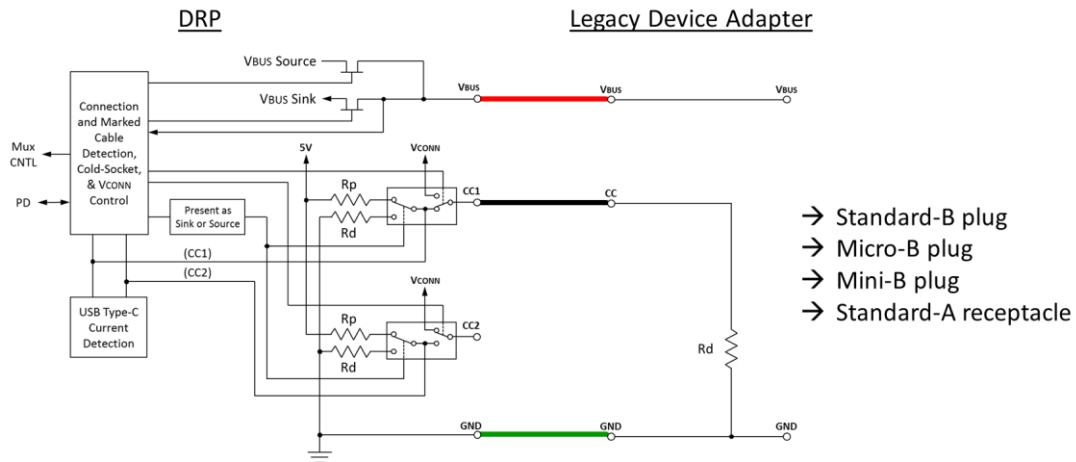 DRP
Legacy Device Adapter
VBUS Source
VBUS Sink
VBUS
VBUS
VBUS
Connection
and Marked
Cable
Detection,
Cold-Socket,
& VCONN
Control
Mux
CNTL
PD
5V
VCONN
Rp
Rd
CC1
CC
Present as
Sink or Source
(CC1)
(CC2)
VCONN
USB Type-C
Current
Detection
Rp
Rd
CC2
Rd
→ Standard-B plug
→ Micro-B plug
→ Mini-B plug
→ Standard-A receptacle
GND
GND
GND